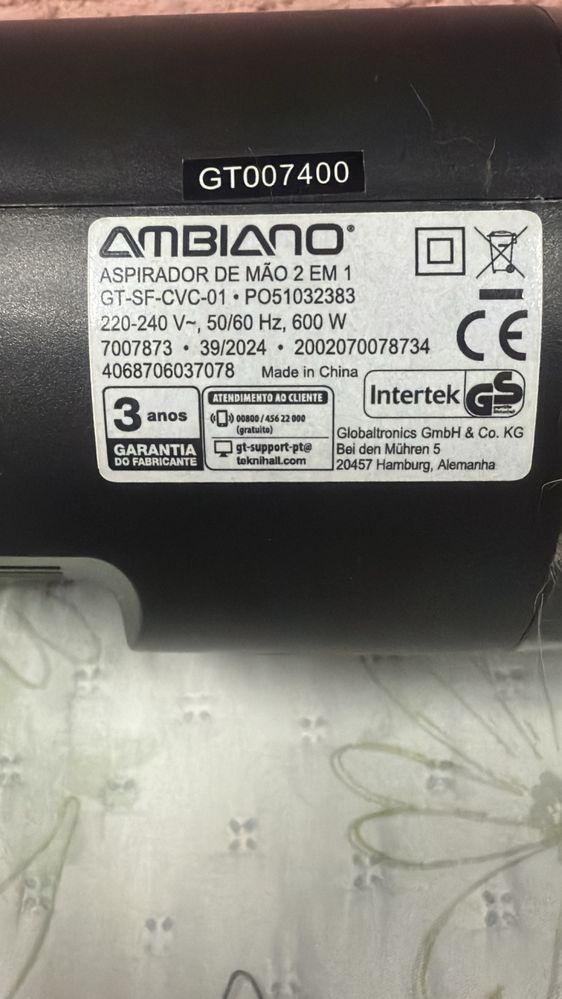 GT007400
AMBIANO®
ASPIRADOR DE MÃO 2 EM 1
GT-SF-CVC-01 • PO51032383
220-240 V~, 50/60 Hz, 600 W
7007873 • 39/2024 • 2002070078734
4068706037078 Made in China
CE
3 anos
GARANTIA
DO FABRICANTE
ATENDIMENTO AO CLIENTE
00800 / 456 22 000
(gratuito)
gt-support-pt@
teknihall.com
Intertek GS
Globaltronics GmbH & Co. KG
Bei den Mühren 5
20457 Hamburg, Alemanha